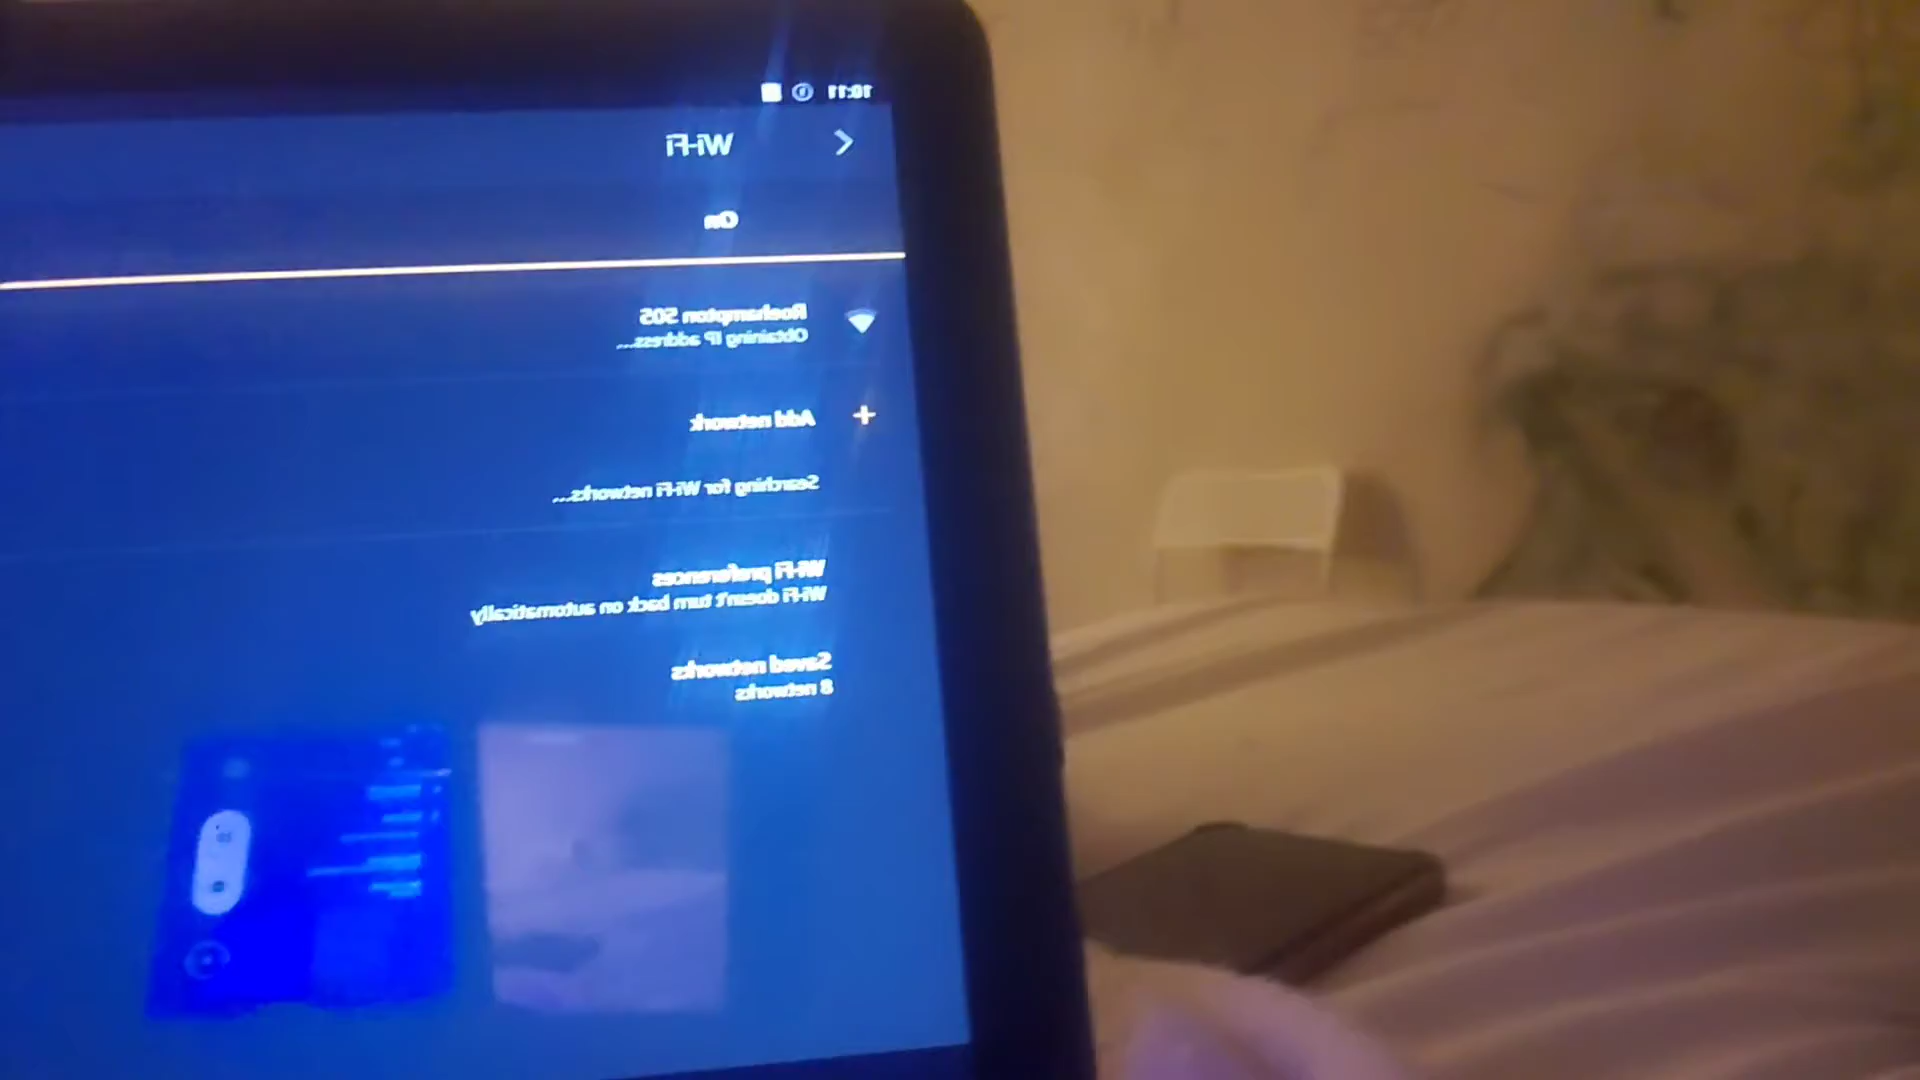 10:11
Wi-Fi
On
Roehampton 505
Obtaining IP address...
Add network
Searching for Wi-Fi networks...
Wi-Fi preferences
Wi-Fi doesn't turn back on automatically
Saved networks
8 networks